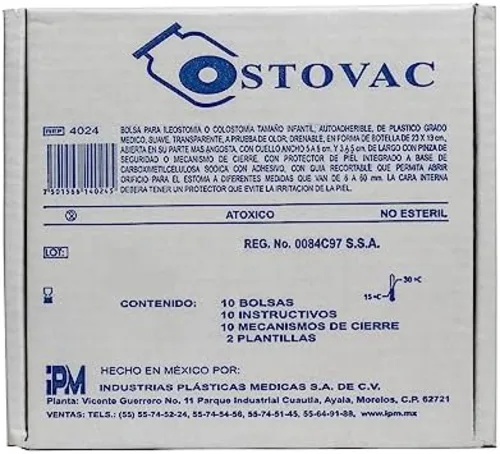 OSTOVAC
REF 4024
BOLSA PARA ILEOSTOMIA O COLOSTOMIA TAMAÑO INFANTIL, AUTOADHERIBLE, DE PLASTICO GRADO
MEDICO, SUAVE, TRANSPARENTE, A PRUEBA DE OLOR, DRENABLE, EN FORMA DE BOTELLA DE 23 X 13 cm,
ABIERTA EN SU PARTE MAS ANGOSTA, CON CUELLO ANCHO 5 A 6 cm. Y 3 A 5 cm. DE LARGO CON PINZA DE
SEGURIDAD O MECANISMO DE CIERRE, CON PROTECTOR DE PIEL INTEGRADO A BASE DE
CARBOXIMETILCELULOSA SODICA CON ADHESIVO, CON GUIA RECORTABLE QUE PERMITA ABRIR
ORIFICIO PARA EL ESTOMA A DIFERENTES MEDIDAS QUE VAN DE 8 A 60 mm. LA CARA INTERNA
DEBERA TENER UN PROTECTOR QUE EVITE LA IRRITACION DE LA PIEL.
7501588140243
ATOXICO NO ESTERIL
REG. No. 0084C97 S.S.A.
LOT:
15°C 30°C
CONTENIDO: 10 BOLSAS
10 INSTRUCTIVOS
10 MECANISMOS DE CIERRE
2 PLANTILLAS
iPM
HECHO EN MÉXICO POR:
INDUSTRIAS PLÁSTICAS MEDICAS S.A. DE C.V.
Planta: Vicente Guerrero No. 11 Parque Industrial Cuautla, Ayala, Morelos, C.P. 62721
VENTAS: TELS.: (55) 55-74-52-24, 55-74-54-56, 55-74-51-45, 55-64-91-88, www.ipm.mx